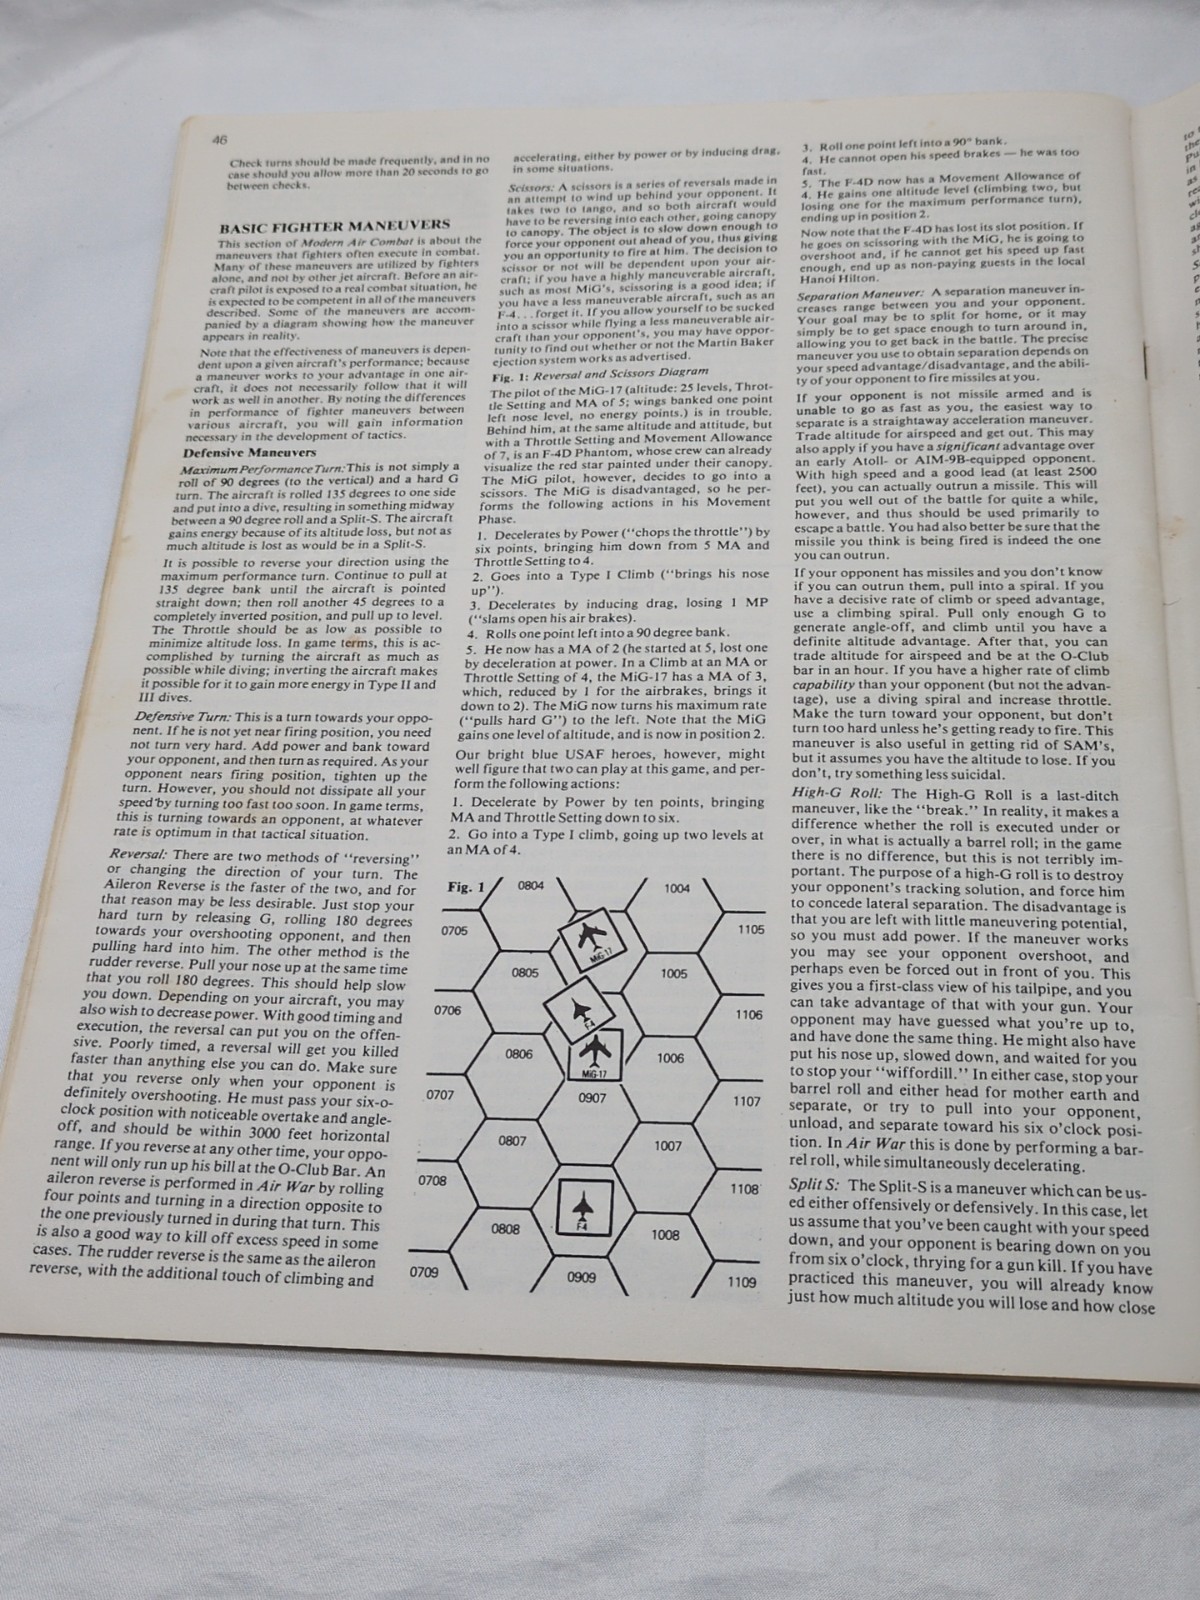 46
Check turns should be made frequently, and in no
case should you allow more than 20 seconds to go
between checks.
BASIC FIGHTER MANEUVERS
This section of Modern Air Combat is about the
maneuvers that fighters often execute in combat.
Many of these maneuvers are utilized by fighters
alone, and not by other jet aircraft. Before an air-
craft pilot is exposed to a real combat situation, he
is expected to be competent in all of the maneuvers
described. Some of the maneuvers are accom-
panied by a diagram showing how the maneuver
appears in reality.
Note that the effectiveness of maneuvers is depen-
dent upon a given aircraft's performance; because
a maneuver works to your advantage in one air-
craft, it does not necessarily follow that it will
work as well in another. By noting the differences
in performance of fighter maneuvers between
various aircraft, you will gain information
necessary in the development of tactics.
Defensive Maneuvers
Maximum Performance Turn: This is not simply a
roll of 90 degrees (to the vertical) and a hard G
turn. The aircraft is rolled 135 degrees to one side
and put into a dive, resulting in something midway
between a 90 degree roll and a Split-S. The aircraft
gains energy because of its altitude loss, but not as
much altitude is lost as would be in a Split-S.
It is possible to reverse your direction using the
maximum performance turn. Continue to pull at
135 degree bank until the aircraft is pointed
straight down; then roll another 45 degrees to a
completely inverted position, and pull up to level.
The Throttle should be as low as possible to
minimize altitude loss. In game terms, this is ac-
complished by turning the aircraft as much as
possible while diving; inverting the aircraft makes
it possible for it to gain more energy in Type II and
III dives.
Defensive Turn: This is a turn towards your oppo-
nent. If he is not yet near firing position, you need
not turn very hard. Add power and bank toward
your opponent, and then turn as required. As your
opponent nears firing position, tighten up the
turn. However, you should not dissipate all your
speed by turning too fast too soon. In game terms,
this is turning towards an opponent, at whatever
rate is optimum in that tactical situation.
Reversal: There are two methods of "reversing"
or changing the direction of your turn. The
Aileron Reverse is the faster of the two, and for
that reason may be less desirable. Just stop your
hard turn by releasing G, rolling 180 degrees
towards your overshooting opponent, and then
pulling hard into him. The other method is the
rudder reverse. Pull your nose up at the same time
that you roll 180 degrees. This should help slow
you down. Depending on your aircraft, you may
also wish to decrease power. With good timing and
execution, the reversal can put you on the offen-
sive. Poorly timed, a reversal will get you killed
faster than anything else you can do. Make sure
that you reverse only when your opponent is
definitely overshooting. He must pass your six-o-
clock position with noticeable overtake and angle-
off, and should be within 3000 feet horizontal
range. If you reverse at any other time, your oppo-
nent will only run up his bill at the O-Club Bar. An
aileron reverse is performed in Air War by rolling
four points and turning in a direction opposite to
the one previously turned in during that turn. This
is also a good way to kill off excess speed in some
cases. The rudder reverse is the same as the aileron
reverse, with the additional touch of climbing and
accelerating, either by power or by inducing drag,
in some situations.
Scissors: A scissors is a series of reversals made in
an attempt to wind up behind your opponent. It
takes two to tango, and so both aircraft would
have to be reversing into each other, going canopy
to canopy. The object is to slow down enough to
force your opponent out ahead of you, thus giving
you an opportunity to fire at him. The decision to
scissor or not will be dependent upon your air-
craft; if you have a highly maneuverable aircraft,
such as most MiG's, scissoring is a good idea; if
you have a less maneuverable aircraft, such as an
F-4. . . forget it. If you allow yourself to be sucked
into a scissor while flying a less maneuverable air-
craft than your opponent's, you may have oppor-
tunity to find out whether or not the Martin Baker
ejection system works as advertised.
Fig. 1: Reversal and Scissors Diagram
The pilot of the MiG-17 (altitude: 25 levels, Throt-
tle Setting and MA of 5; wings banked one point
left nose level, no energy points.) is in trouble.
Behind him, at the same altitude and attitude, but
with a Throttle Setting and Movement Allowance
of 7, is an F-4D Phantom, whose crew can already
visualize the red star painted under their canopy.
The MiG pilot, however, decides to go into a
scissors. The MiG is disadvantaged, so he per-
forms the following actions in his Movement
Phase.
1. Decelerates by Power ("chops the throttle") by
six points, bringing him down from 5 MA and
Throttle Setting to 4.
2. Goes into a Type I Climb ("brings his nose
up").
3. Decelerates by inducing drag, losing 1 MP
("slams open his air brakes).
4. Rolls one point left into a 90 degree bank.
5. He now has a MA of 2 (he started at 5, lost one
by deceleration at power. In a Climb at an MA or
Throttle Setting of 4, the MiG-17 has a MA of 3,
which, reduced by 1 for the airbrakes, brings it
down to 2). The MiG now turns his maximum rate
("pulls hard G") to the left. Note that the MiG
gains one level of altitude, and is now in position 2.
Our bright blue USAF heroes, however, might
well figure that two can play at this game, and per-
form the following actions:
1. Decelerate by Power by ten points, bringing
MA and Throttle Setting down to six.
2. Go into a Type I climb, going up two levels at
an MA of 4.
Fig. 1
0804
1004
0705
1105
MiG-17
0805
1005
0706
1106
F-4
0806
1006
MiG-17
0707
0907
1107
0807
1007
0708
1108
F-4
0808
1008
0709
0909
1109
3. Roll one point left into a 90° bank.
4. He cannot open his speed brakes — he was too
fast.
5. The F-4D now has a Movement Allowance of
4. He gains one altitude level (climbing two, but
losing one for the maximum performance turn),
ending up in position 2.
Now note that the F-4D has lost its slot position. If
he goes on scissoring with the MiG, he is going to
overshoot and, if he cannot get his speed up fast
enough, end up as non-paying guests in the local
Hanoi Hilton.
Separation Maneuver: A separation maneuver in-
creases range between you and your opponent.
Your goal may be to split for home, or it may
simply be to get space enough to turn around in,
allowing you to get back in the battle. The precise
maneuver you use to obtain separation depends on
your speed advantage/disadvantage, and the abili-
ty of your opponent to fire missiles at you.
If your opponent is not missile armed and is
unable to go as fast as you, the easiest way to
separate is a straightaway acceleration maneuver.
Trade altitude for airspeed and get out. This may
also apply if you have a significant advantage over
an early Atoll- or AIM-9B-equipped opponent.
With high speed and a good lead (at least 2500
feet), you can actually outrun a missile. This will
put you well out of the battle for quite a while,
however, and thus should be used primarily to
escape a battle. You had also better be sure that the
missile you think is being fired is indeed the one
you can outrun.
If your opponent has missiles and you don't know
if you can outrun them, pull into a spiral. If you
have a decisive rate of climb or speed advantage,
use a climbing spiral. Pull only enough G to
generate angle-off, and climb until you have a
definite altitude advantage. After that, you can
trade altitude for airspeed and be at the O-Club
bar in an hour. If you have a higher rate of climb
capability than your opponent (but not the advan-
tage), use a diving spiral and increase throttle.
Make the turn toward your opponent, but don't
turn too hard unless he's getting ready to fire. This
maneuver is also useful in getting rid of SAM's,
but it assumes you have the altitude to lose. If you
don't, try something less suicidal.
High-G Roll: The High-G Roll is a last-ditch
maneuver, like the "break." In reality, it makes a
difference whether the roll is executed under or
over, in what is actually a barrel roll; in the game
there is no difference, but this is not terribly im-
portant. The purpose of a high-G roll is to destroy
your opponent's tracking solution, and force him
to concede lateral separation. The disadvantage is
that you are left with little maneuvering potential,
so you must add power. If the maneuver works
you may see your opponent overshoot, and
perhaps even be forced out in front of you. This
gives you a first-class view of his tailpipe, and you
can take advantage of that with your gun. Your
opponent may have guessed what you're up to,
and have done the same thing. He might also have
put his nose up, slowed down, and waited for you
to stop your "wiffordill." In either case, stop your
barrel roll and either head for mother earth and
separate, or try to pull into your opponent,
unload, and separate toward his six o'clock posi-
tion. In Air War this is done by performing a bar-
rel roll, while simultaneously decelerating.
Split S: The Split-S is a maneuver which can be us-
ed either offensively or defensively. In this case, let
us assume that you've been caught with your speed
down, and your opponent is bearing down on you
from six o'clock, thrying for a gun kill. If you have
practiced this maneuver, you will already know
just how much altitude you will lose and how close